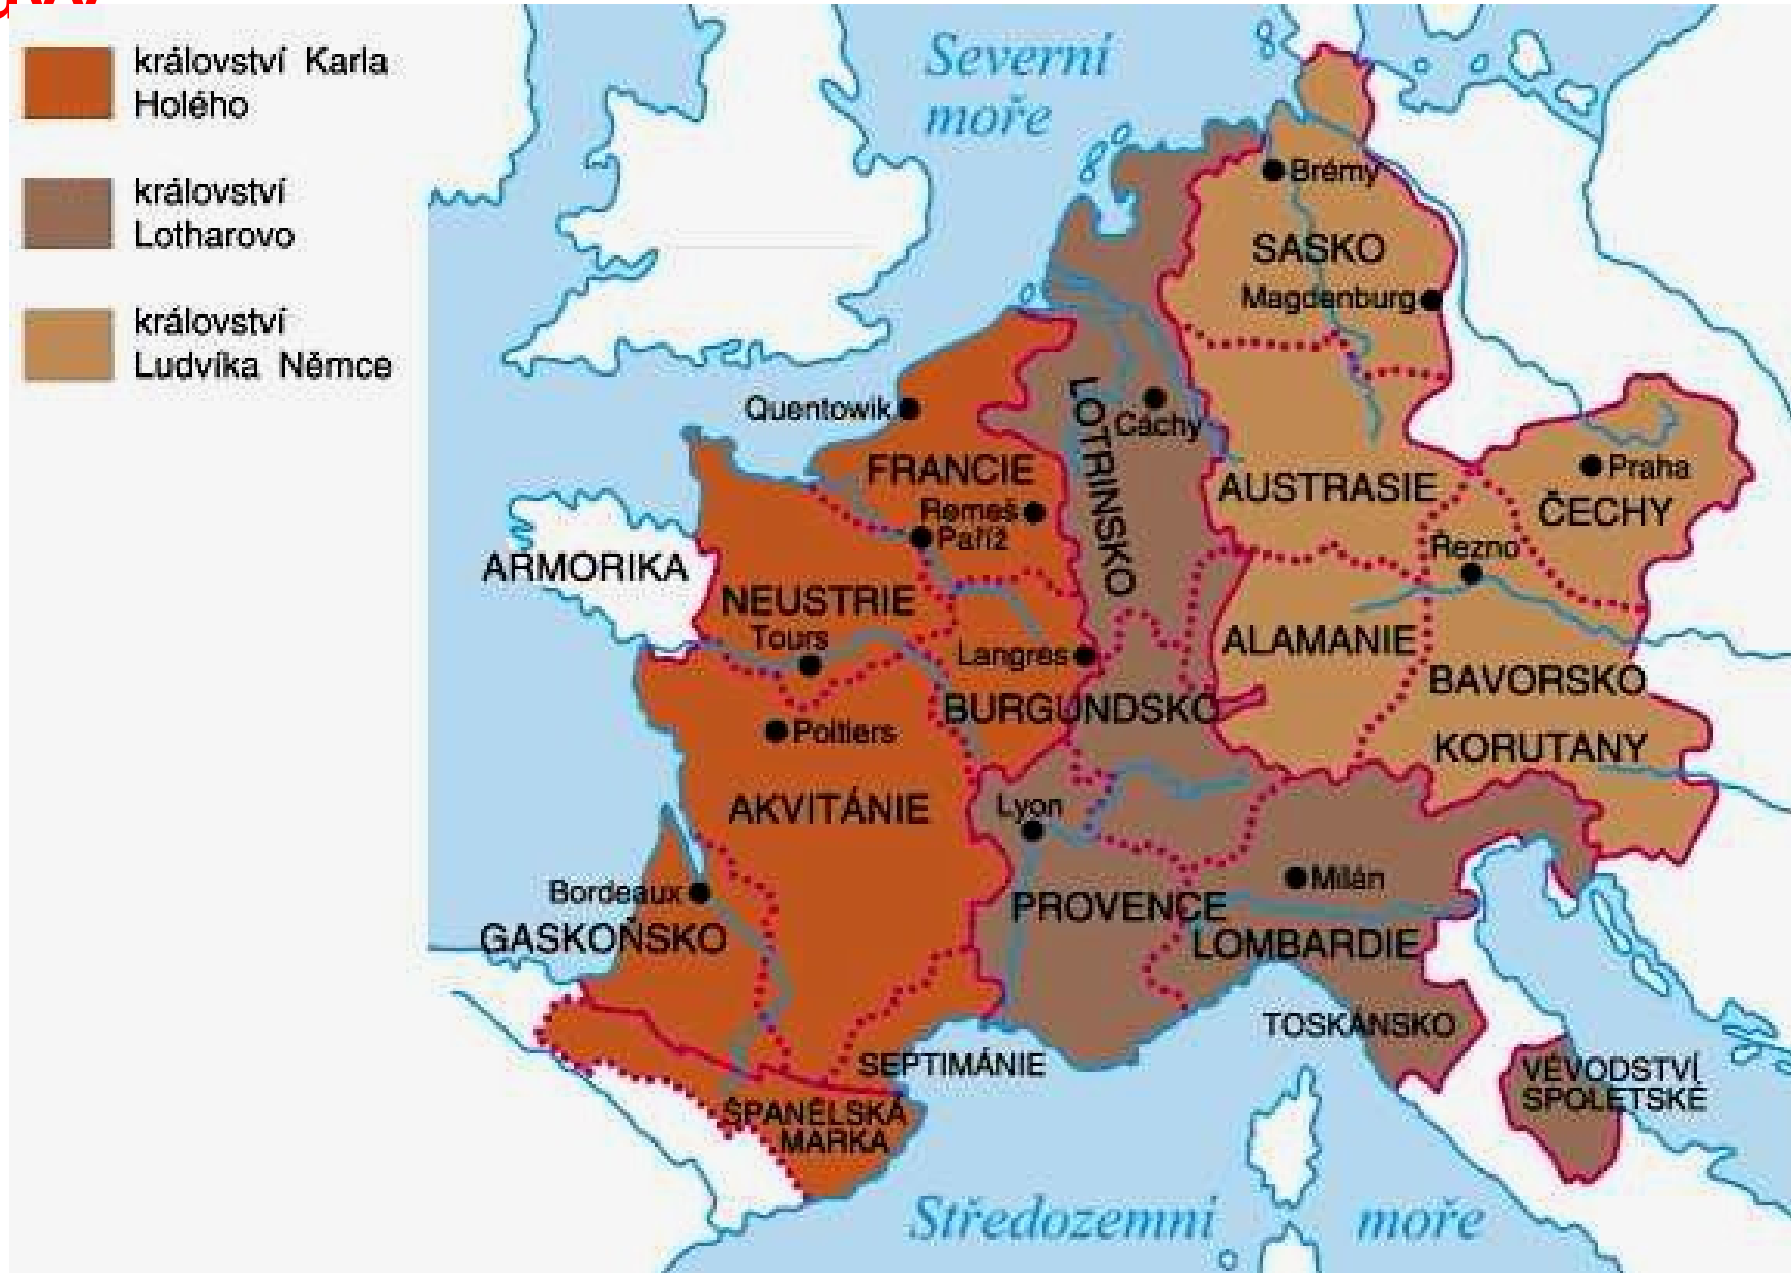 království Karla
Holého
království
Lotharovo
království
Ludvíka Němce
Severní
moře
Brémy
SASKO
Magdenburg
Quentowik
LOTRINSKO
Cáchy
FRANCIE
Remeš
Paříž
AUSTRASIE
Praha
ČECHY
Řezno
ARMORIKA
NEUSTRIE
Tours
Langres
ALAMANIE
BAVORSKO
BURGUNDSKO
Poitiers
KORUTANY
AKVITÁNIE
Lyon
Bordeaux
Milán
GASKOŇSKO
PROVENCE
LOMBARDIE
TOSKÁNSKO
SEPTIMÁNIE
VÉVODSTVÍ
SPOLETSKÉ
ŠPANĚLSKÁ
MARKA
Středozemní moře